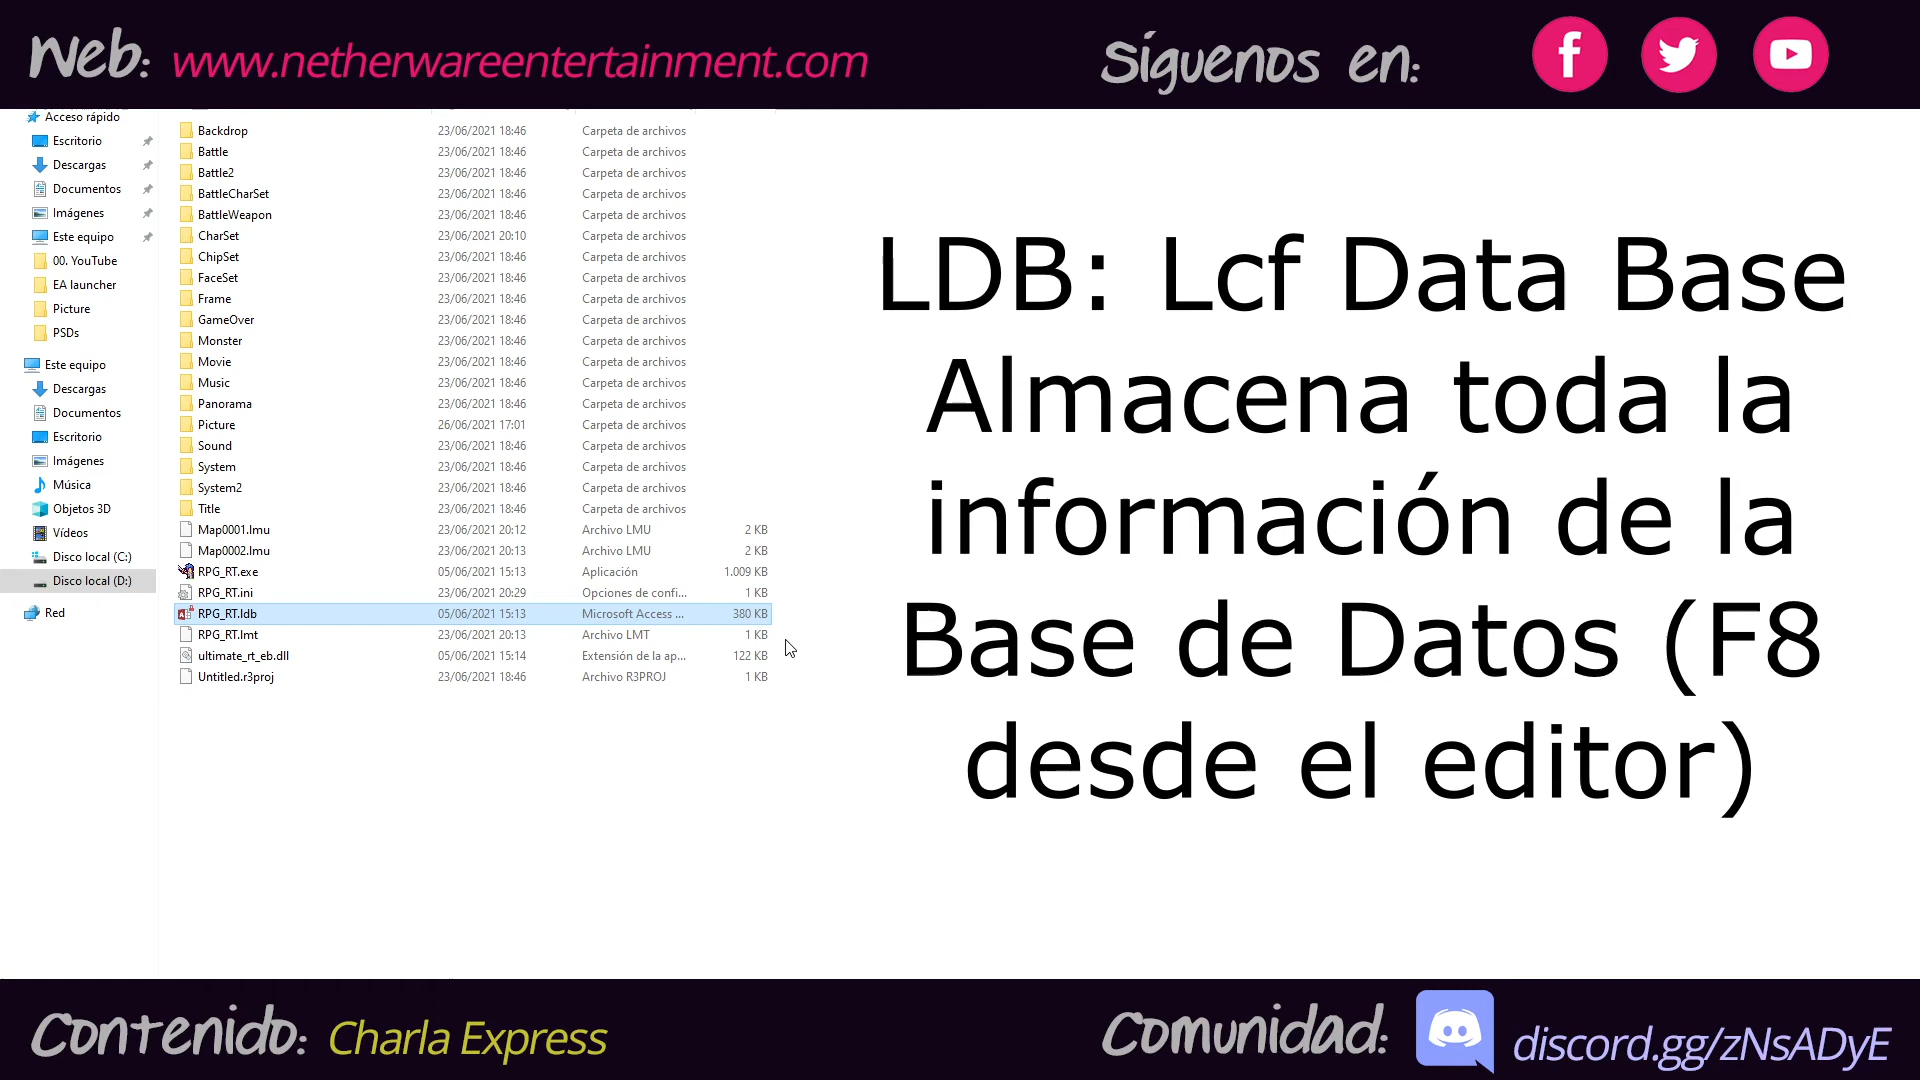 Web: www.netherwareentertainment.com
Síguenos en:
Acceso rápido
Escritorio
Descargas
Documentos
Imágenes
Este equipo
00. YouTube
EA launcher
Picture
PSDs
Este equipo
Descargas
Documentos
Escritorio
Imágenes
Música
Objetos 3D
Vídeos
Disco local (C:)
Disco local (D:)
Red
Backdrop 23/06/2021 18:46 Carpeta de archivos
Battle 23/06/2021 18:46 Carpeta de archivos
Battle2 23/06/2021 18:46 Carpeta de archivos
BattleCharSet 23/06/2021 18:46 Carpeta de archivos
BattleWeapon 23/06/2021 18:46 Carpeta de archivos
CharSet 23/06/2021 20:10 Carpeta de archivos
ChipSet 23/06/2021 18:46 Carpeta de archivos
FaceSet 23/06/2021 18:46 Carpeta de archivos
Frame 23/06/2021 18:46 Carpeta de archivos
GameOver 23/06/2021 18:46 Carpeta de archivos
Monster 23/06/2021 18:46 Carpeta de archivos
Movie 23/06/2021 18:46 Carpeta de archivos
Music 23/06/2021 18:46 Carpeta de archivos
Panorama 23/06/2021 18:46 Carpeta de archivos
Picture 26/06/2021 17:01 Carpeta de archivos
Sound 23/06/2021 18:46 Carpeta de archivos
System 23/06/2021 18:46 Carpeta de archivos
System2 23/06/2021 18:46 Carpeta de archivos
Title 23/06/2021 18:46 Carpeta de archivos
Map0001.lmu 23/06/2021 20:12 Archivo LMU 2 KB
Map0002.lmu 23/06/2021 20:13 Archivo LMU 2 KB
RPG_RT.exe 05/06/2021 15:13 Aplicación 1.009 KB
RPG_RT.ini 23/06/2021 20:29 Opciones de confi... 1 KB
RPG_RT.ldb 05/06/2021 15:13 Microsoft Access ... 380 KB
RPG_RT.lmt 23/06/2021 20:13 Archivo LMT 1 KB
ultimate_rt_eb.dll 05/06/2021 15:14 Extensión de la ap... 122 KB
Untitled.r3proj 23/06/2021 18:46 Archivo R3PROJ 1 KB
LDB: Lcf Data Base
Almacena toda la
información de la
Base de Datos (F8
desde el editor)
Contenido: Charla Express
Comunidad: discord.gg/zNsADyE